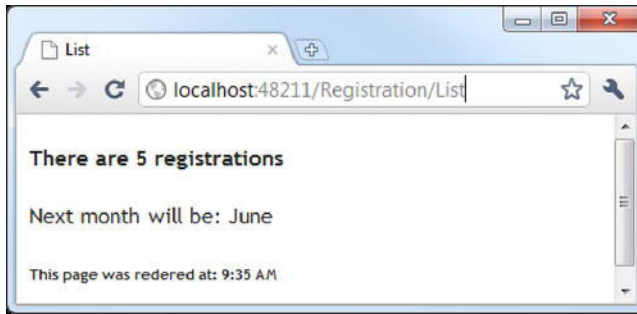 List
localhost:48211/Registration/List
There are 5 registrations
Next month will be: June
This page was redered at: 9:35 AM